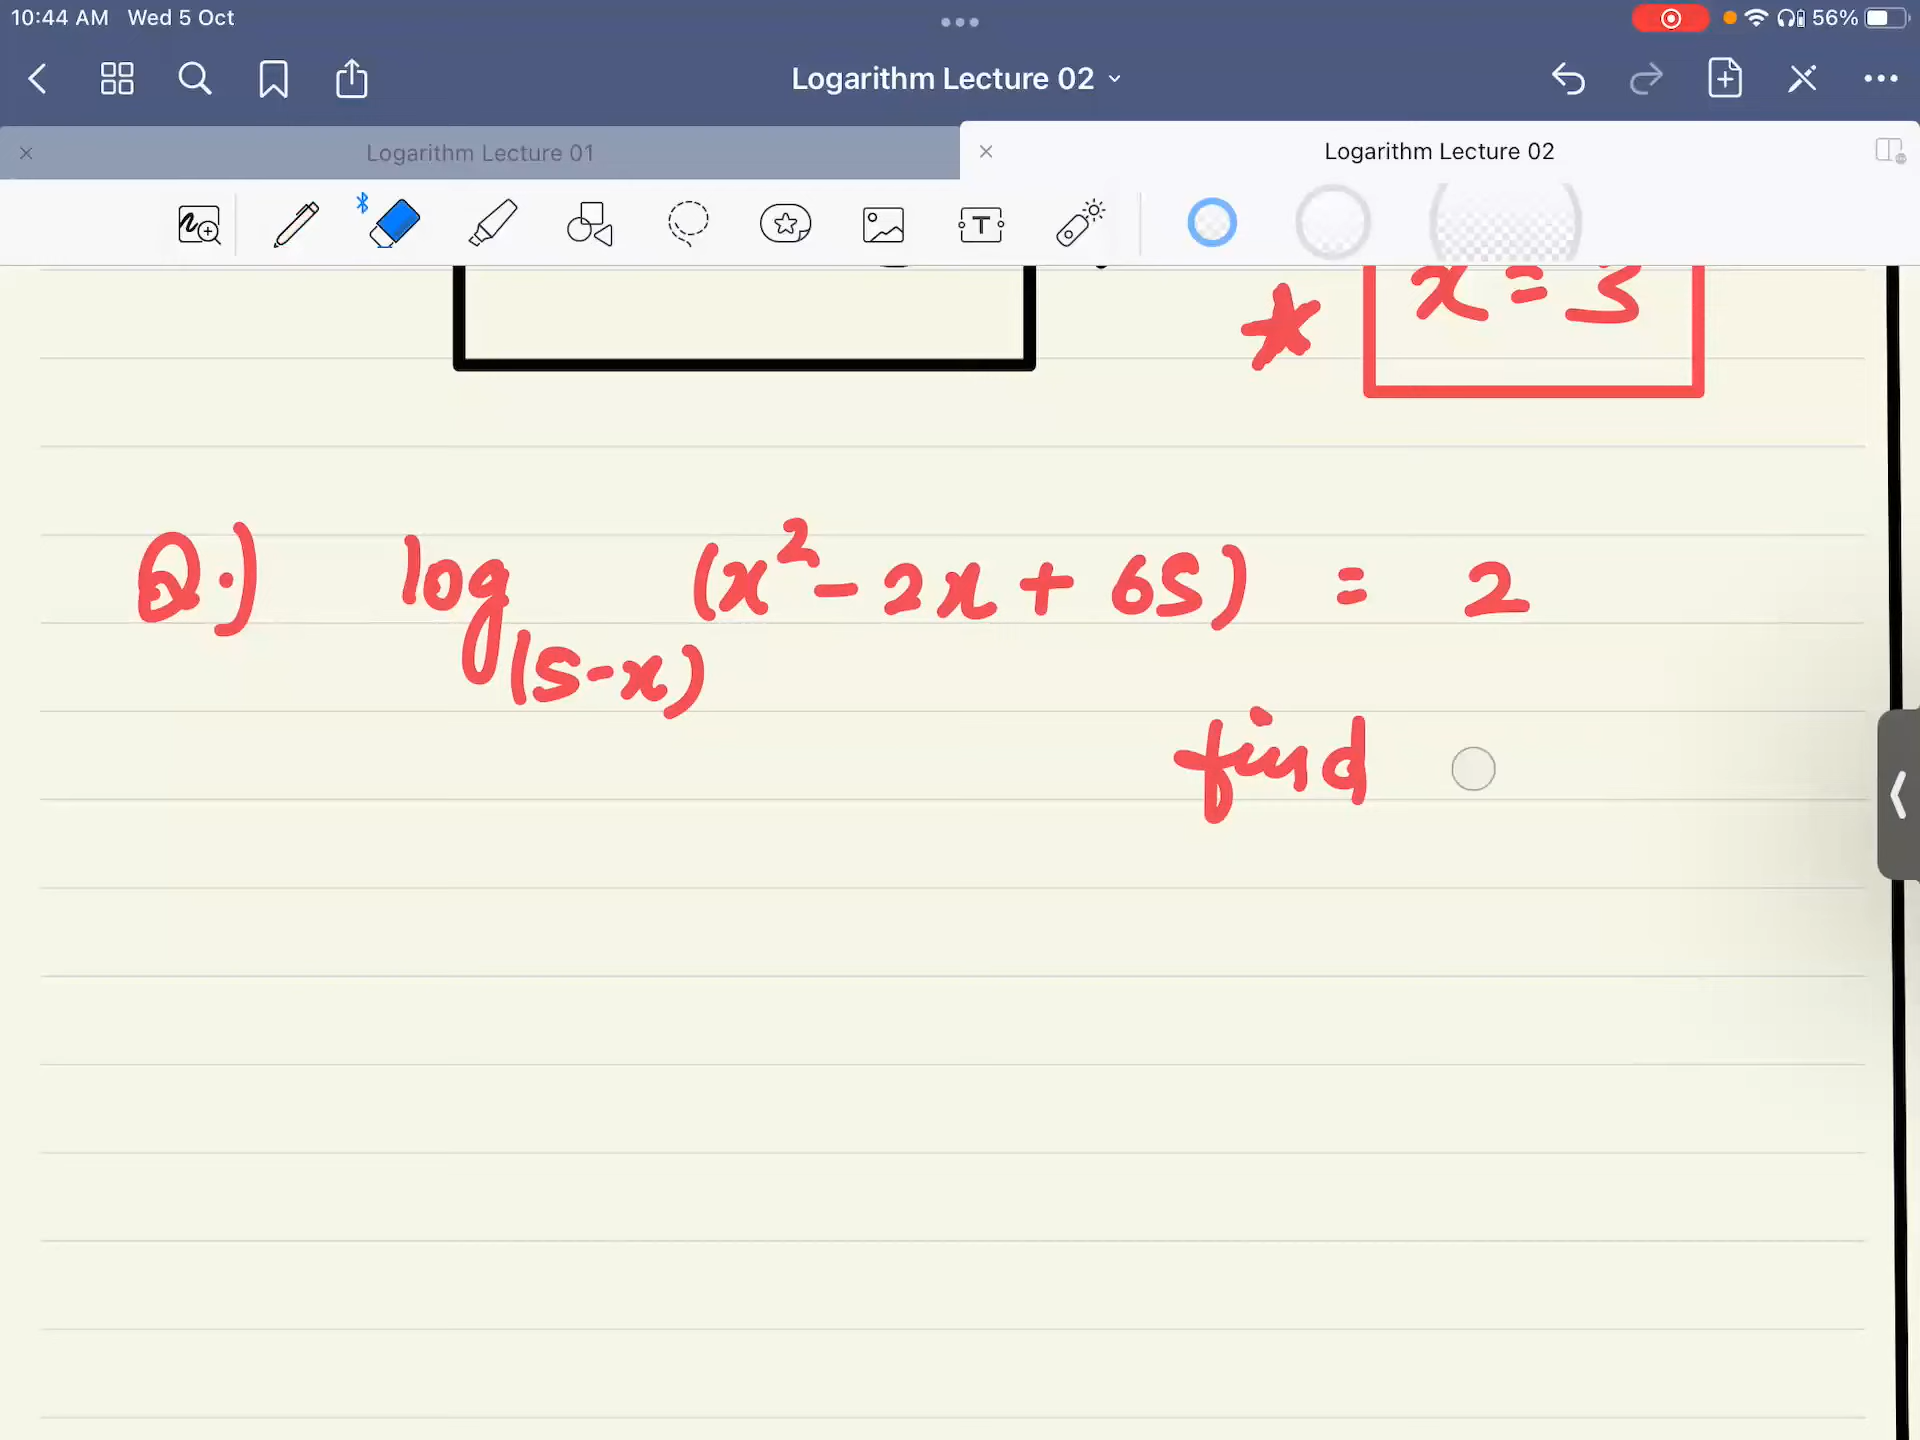 10:44 AM Wed 5 Oct
56%
Logarithm Lecture 02
Logarithm Lecture 01
Logarithm Lecture 02
x = 3
Q.) log(5-x) (x² - 2x + 65) = 2
find